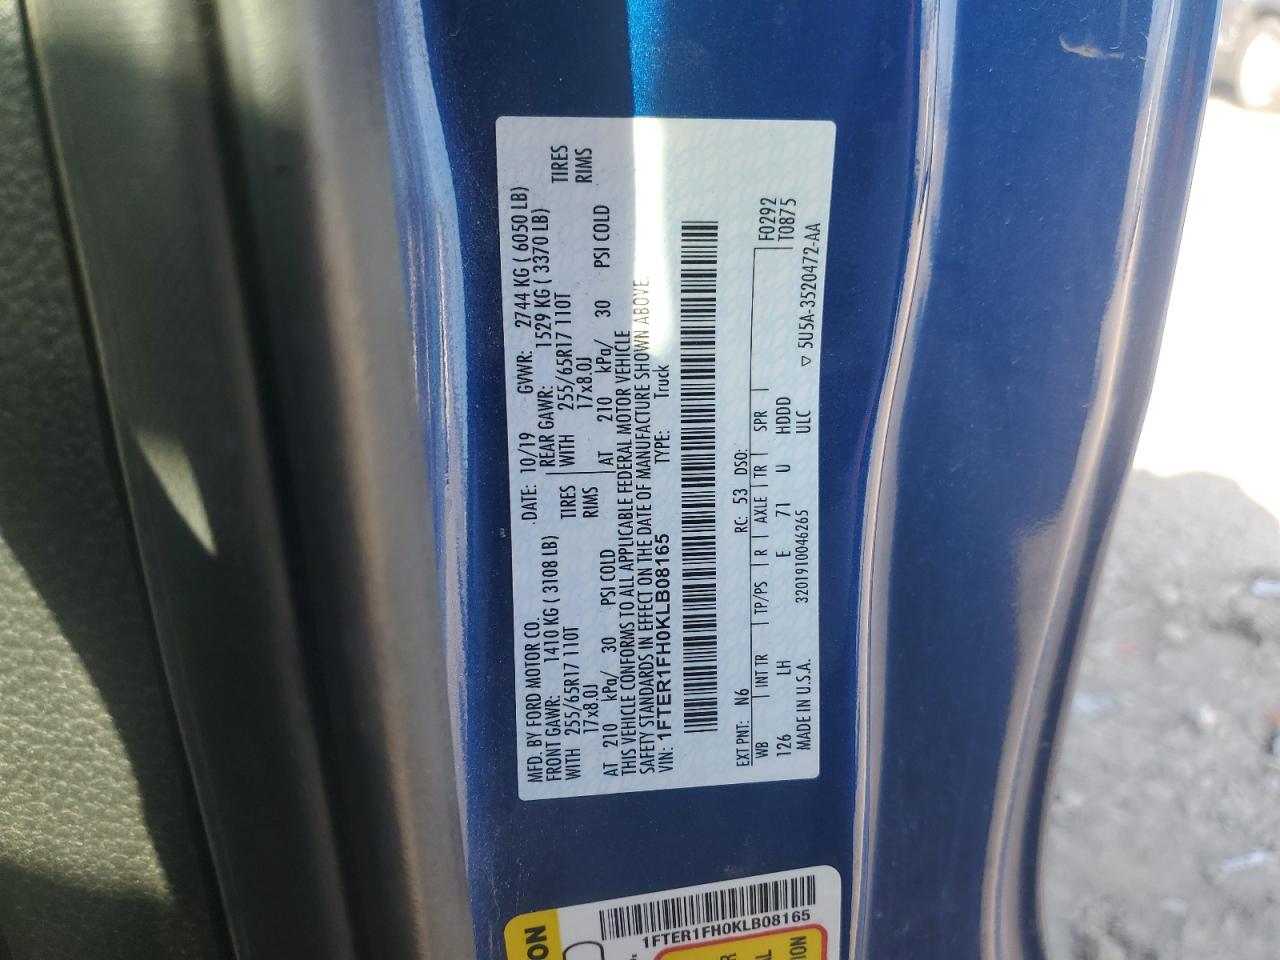 MFD. BY FORD MOTOR CO. DATE: 10/19 GVWR: 2744 KG ( 6050 LB)
FRONT GAWR: 1410 KG ( 3108 LB) REAR GAWR: 1529 KG ( 3370 LB)
WITH 255/65R17 110T TIRES WITH 255/65R17 110T TIRES
17x8.0J RIMS 17x8.0J RIMS
AT 210 kPa/ 30 PSI COLD AT 210 kPa/ 30 PSI COLD
THIS VEHICLE CONFORMS TO ALL APPLICABLE FEDERAL MOTOR VEHICLE
SAFETY STANDARDS IN EFFECT ON THE DATE OF MANUFACTURE SHOWN ABOVE.
VIN: 1FTER1FH0KLB08165 TYPE: Truck
EXT PNT: N6 RC: 53 DSO: F0292
WB INT TR TP/PS R AXLE TR SPR T0875
126 LH E 71 U HDDD
MADE IN U.S.A. 3201910046265 ULC ▽ 5U5A-3520472-AA
1FTER1FH0KLB08165